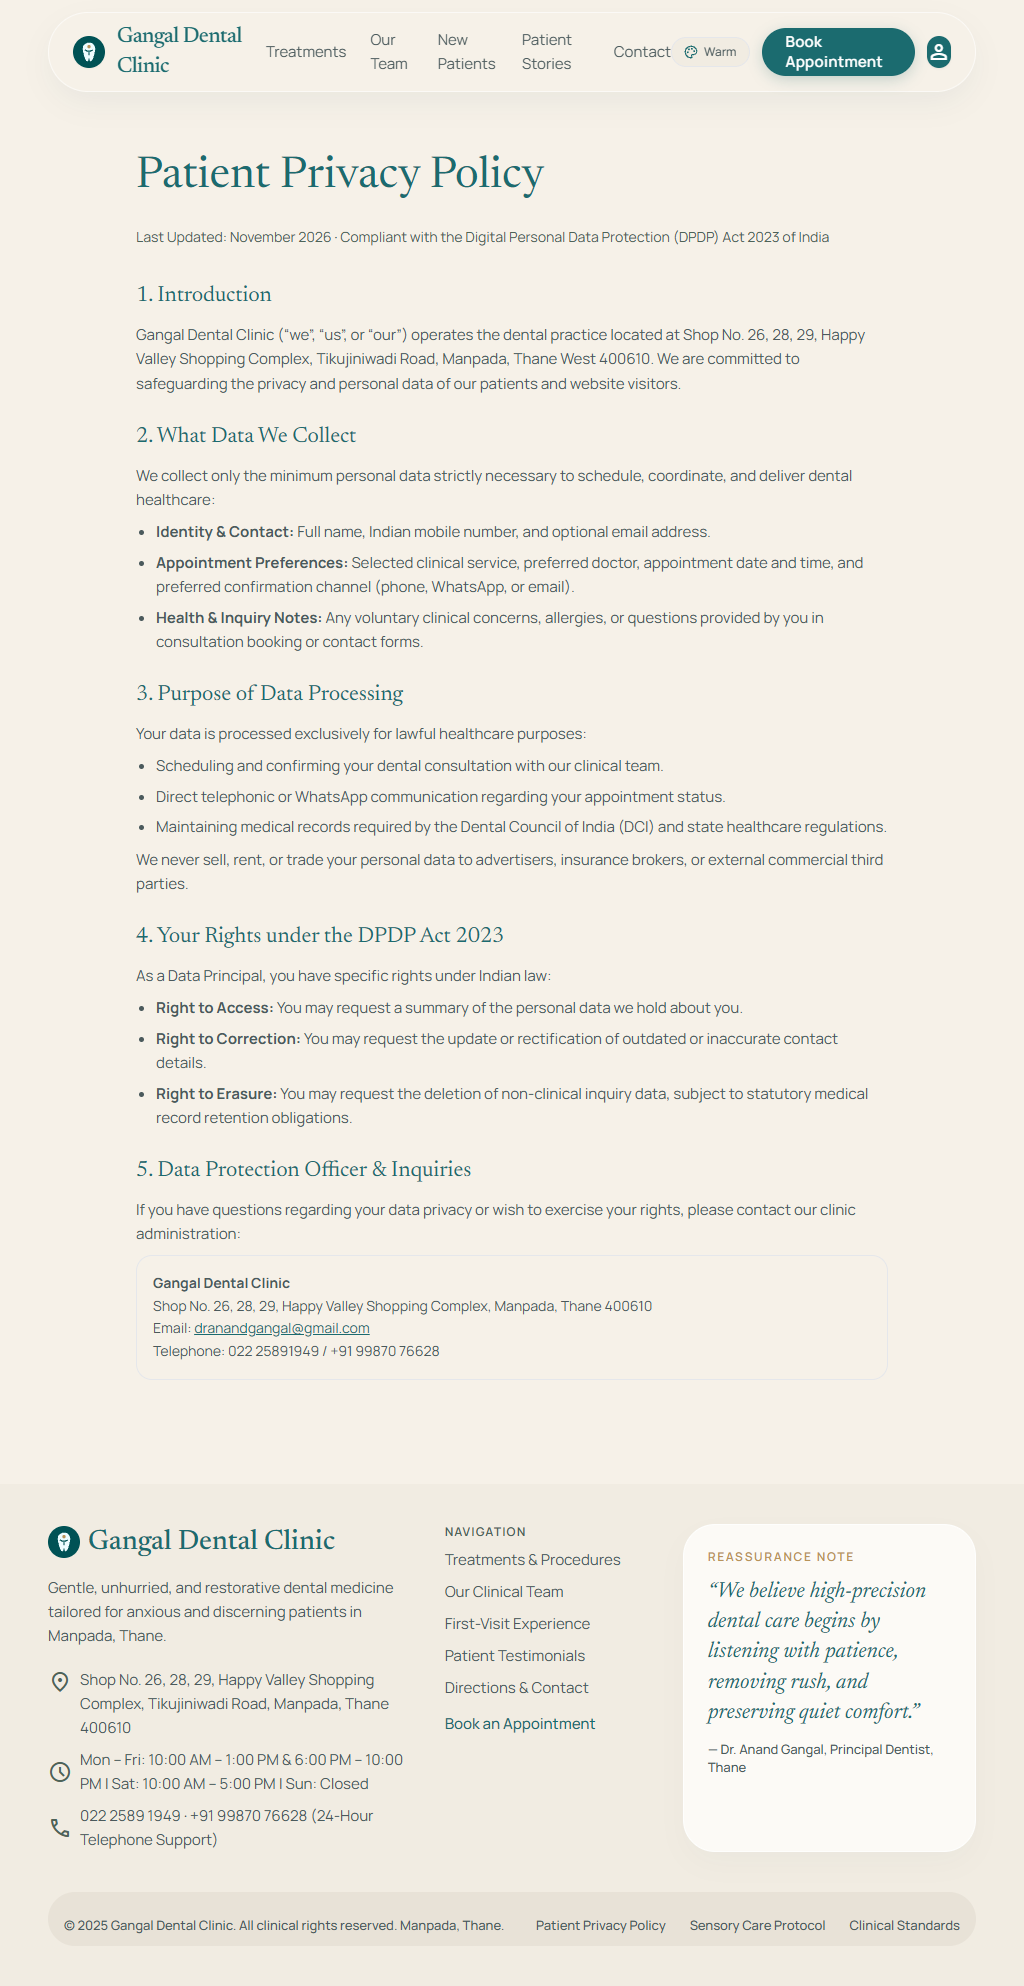 Gangal Dental
Clinic
Treatments
Our
Team
New
Patients
Patient
Stories
Contact
Warm
Book
Appointment
Patient Privacy Policy
Last Updated: November 2026 · Compliant with the Digital Personal Data Protection (DPDP) Act 2023 of India
1. Introduction
Gangal Dental Clinic (“we”, “us”, or “our”) operates the dental practice located at Shop No. 26, 28, 29, Happy
Valley Shopping Complex, Tikujiniwadi Road, Manpada, Thane West 400610. We are committed to
safeguarding the privacy and personal data of our patients and website visitors.
2. What Data We Collect
We collect only the minimum personal data strictly necessary to schedule, coordinate, and deliver dental
healthcare:
• Identity & Contact: Full name, Indian mobile number, and optional email address.
• Appointment Preferences: Selected clinical service, preferred doctor, appointment date and time, and
preferred confirmation channel (phone, WhatsApp, or email).
• Health & Inquiry Notes: Any voluntary clinical concerns, allergies, or questions provided by you in
consultation booking or contact forms.
3. Purpose of Data Processing
Your data is processed exclusively for lawful healthcare purposes:
• Scheduling and confirming your dental consultation with our clinical team.
• Direct telephonic or WhatsApp communication regarding your appointment status.
• Maintaining medical records required by the Dental Council of India (DCI) and state healthcare regulations.
We never sell, rent, or trade your personal data to advertisers, insurance brokers, or external commercial third
parties.
4. Your Rights under the DPDP Act 2023
As a Data Principal, you have specific rights under Indian law:
• Right to Access: You may request a summary of the personal data we hold about you.
• Right to Correction: You may request the update or rectification of outdated or inaccurate contact
details.
• Right to Erasure: You may request the deletion of non-clinical inquiry data, subject to statutory medical
record retention obligations.
5. Data Protection Officer & Inquiries
If you have questions regarding your data privacy or wish to exercise your rights, please contact our clinic
administration:
Gangal Dental Clinic
Shop No. 26, 28, 29, Happy Valley Shopping Complex, Manpada, Thane 400610
Email: dranandgangal@gmail.com
Telephone: 022 25891949 / +91 99870 76628
Gangal Dental Clinic
Gentle, unhurried, and restorative dental medicine
tailored for anxious and discerning patients in
Manpada, Thane.
Shop No. 26, 28, 29, Happy Valley Shopping
Complex, Tikujiniwadi Road, Manpada, Thane
400610
Mon – Fri: 10:00 AM – 1:00 PM & 6:00 PM – 10:00
PM | Sat: 10:00 AM – 5:00 PM | Sun: Closed
022 2589 1949 · +91 99870 76628 (24-Hour
Telephone Support)
NAVIGATION
Treatments & Procedures
Our Clinical Team
First-Visit Experience
Patient Testimonials
Directions & Contact
Book an Appointment
REASSURANCE NOTE
“We believe high-precision
dental care begins by
listening with patience,
removing rush, and
preserving quiet comfort.”
— Dr. Anand Gangal, Principal Dentist,
Thane
© 2025 Gangal Dental Clinic. All clinical rights reserved. Manpada, Thane.
Patient Privacy Policy
Sensory Care Protocol
Clinical Standards